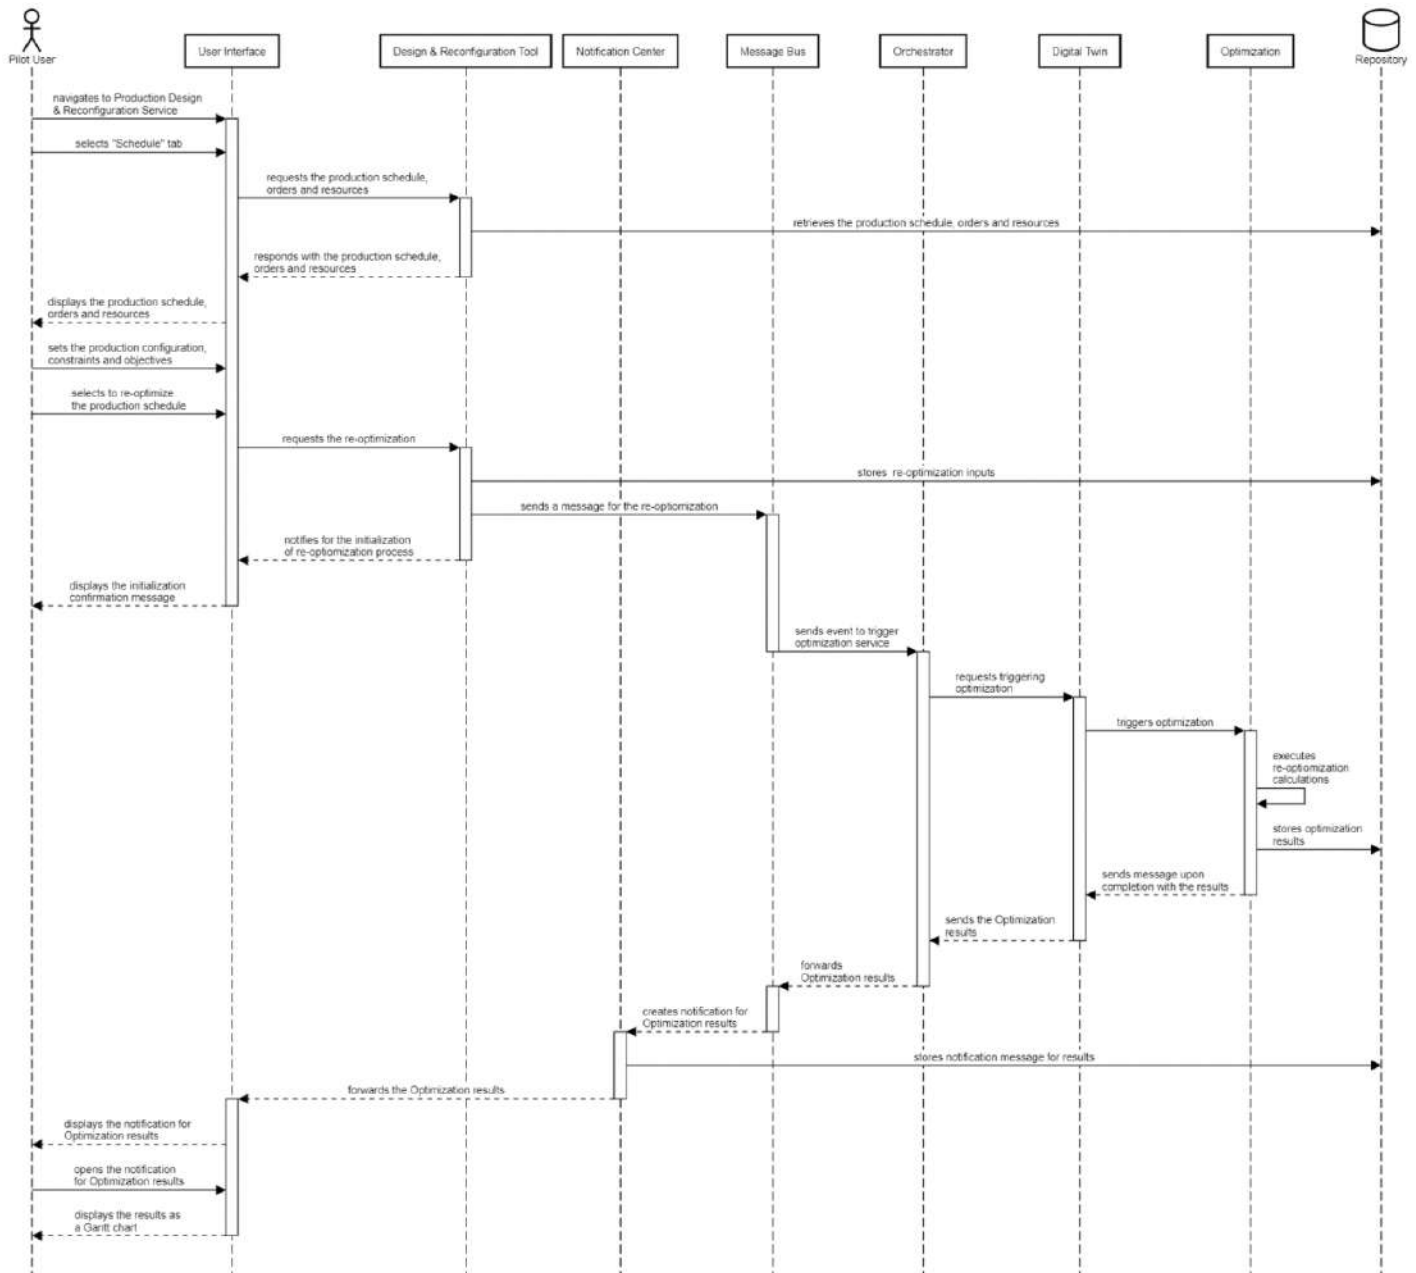 Pilot User
User Interface
Design & Reconfiguration Tool
Notification Center
Message Bus
Orchestrator
Digital Twin
Optimization
Repository
navigates to Production Design
& Reconfiguration Service
selects "Schedule" tab
requests the production schedule,
orders and resources
retrieves the production schedule, orders and resources
responds with the production schedule,
orders and resources
displays the production schedule,
orders and resources
sets the production configuration,
constraints and objectives
selects to re-optimize
the production schedule
requests the re-optimization
stores re-optimization inputs
sends a message for the re-optiomization
notifies for the initialization
of re-optiomization process
displays the initialization
confirmation message
sends event to trigger
optimization service
requests triggering
optimization
triggers optimization
executes
re-optiomization
calculations
stores optimization
results
sends message upon
completion with the results
sends the Optimization
results
forwards
Optimization results
creates notification for
Optimization results
stores notification message for results
forwards the Optimization results
displays the notification for
Optimization results
opens the notification
for Optimization results
displays the results as
a Gantt chart